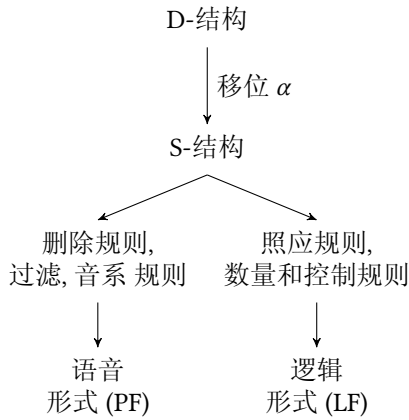 D-结构
移位 α
S-结构
删除规则,
过滤, 音系 规则
照应规则,
数量和控制规则
语音
形式 (PF)
逻辑
形式 (LF)